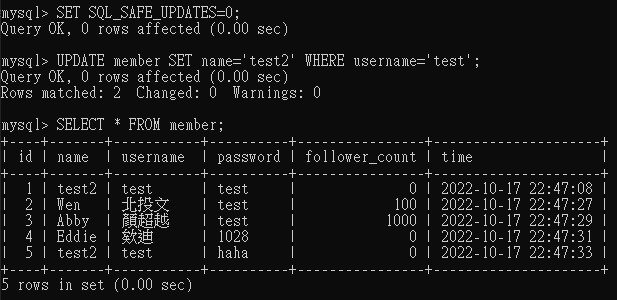 mysql> SET SQL_SAFE_UPDATES=0;
Query OK, 0 rows affected (0.00 sec)
mysql> UPDATE member SET name='test2' WHERE username='test';
Query OK, 0 rows affected (0.00 sec)
Rows matched: 2  Changed: 0  Warnings: 0
mysql> SELECT * FROM member;
+----+-------+----------+----------+----------------+---------------------+
| id | name  | username | password | follower_count | time                |
+----+-------+----------+----------+----------------+---------------------+
|  1 | test2 | test     | test     |              0 | 2022-10-17 22:47:08 |
|  2 | Wen   | 北投文   | test     |            100 | 2022-10-17 22:47:27 |
|  3 | Abby  | 顏超越   | test     |           1000 | 2022-10-17 22:47:29 |
|  4 | Eddie | 欸迪     | 1028     |              0 | 2022-10-17 22:47:31 |
|  5 | test2 | test     | haha     |              0 | 2022-10-17 22:47:33 |
+----+-------+----------+----------+----------------+---------------------+
5 rows in set (0.00 sec)